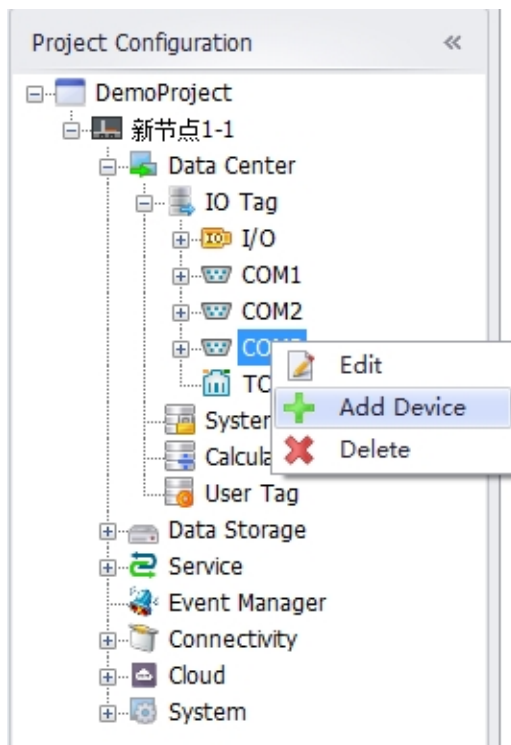 Project Configuration
DemoProject
新节点1-1
Data Center
IO Tag
I/O
COM1
COM2
Edit
Add Device
Delete
User Tag
Data Storage
Service
Event Manager
Connectivity
Cloud
System